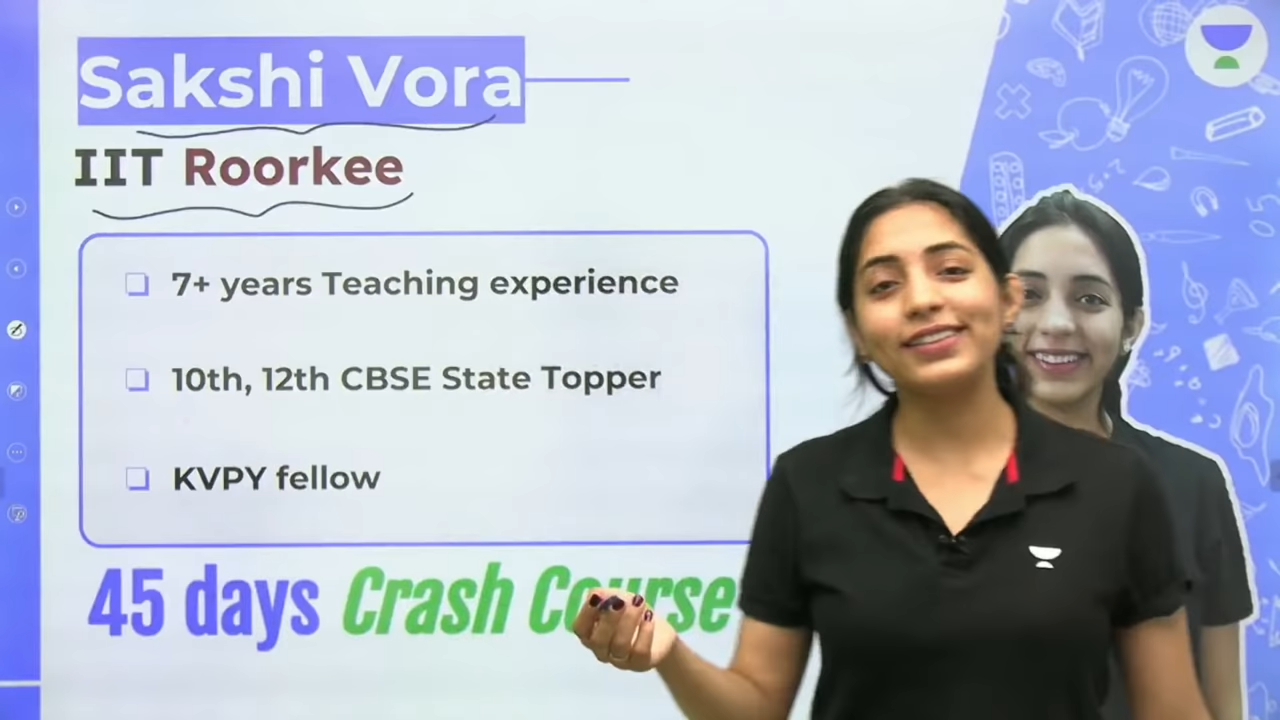 Sakshi Vora
IIT Roorkee
7+ years Teaching experience
10th, 12th CBSE State Topper
KVPY fellow
45 days Crash Course